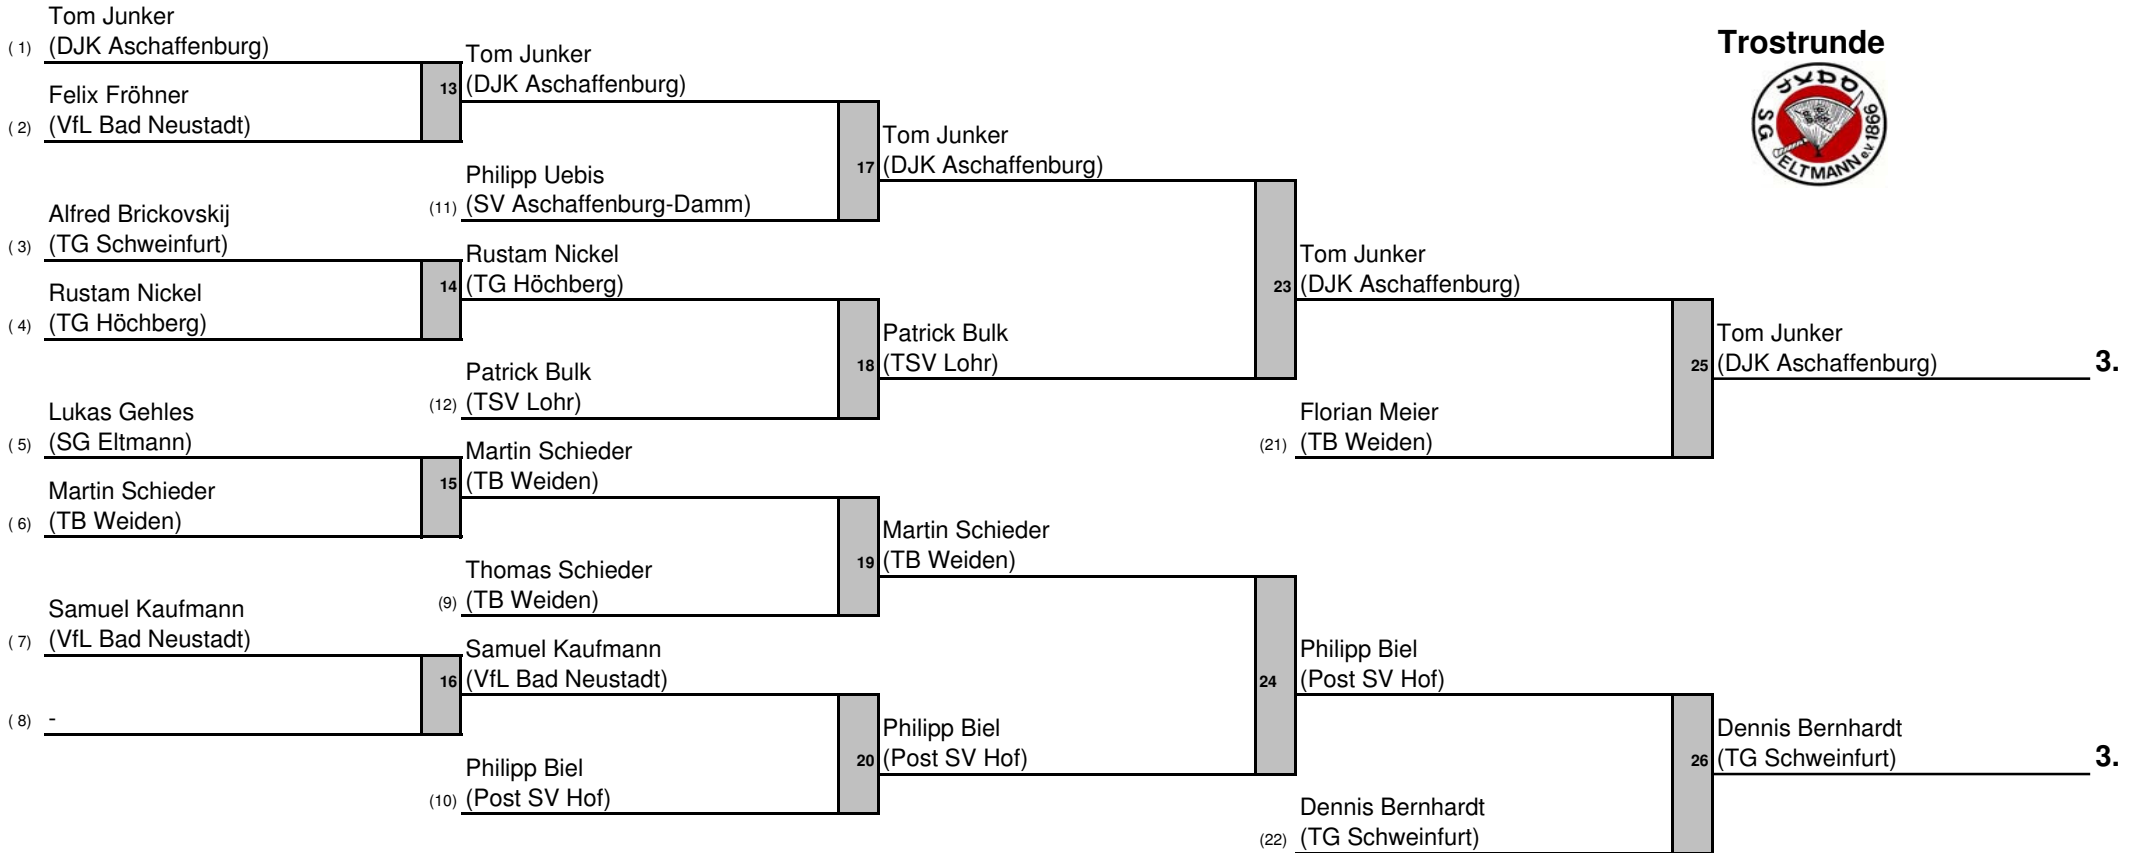 Trostrunde
JUDO
SG ELTMANN e.V. 1866
Tom Junker
( 1) (DJK Aschaffenburg)
Felix Fröhner
( 2) (VfL Bad Neustadt)
Alfred Brickovskij
( 3) (TG Schweinfurt)
Rustam Nickel
( 4) (TG Höchberg)
Lukas Gehles
( 5) (SG Eltmann)
Martin Schieder
( 6) (TB Weiden)
Samuel Kaufmann
( 7) (VfL Bad Neustadt)
( 8) -
Tom Junker
13 (DJK Aschaffenburg)
Philipp Uebis
(11) (SV Aschaffenburg-Damm)
Rustam Nickel
14 (TG Höchberg)
Patrick Bulk
(12) (TSV Lohr)
Martin Schieder
15 (TB Weiden)
Thomas Schieder
(9) (TB Weiden)
Samuel Kaufmann
16 (VfL Bad Neustadt)
Philipp Biel
(10) (Post SV Hof)
Tom Junker
17 (DJK Aschaffenburg)
Patrick Bulk
18 (TSV Lohr)
Martin Schieder
19 (TB Weiden)
Philipp Biel
20 (Post SV Hof)
Tom Junker
23 (DJK Aschaffenburg)
Florian Meier
(21) (TB Weiden)
Philipp Biel
24 (Post SV Hof)
Dennis Bernhardt
(22) (TG Schweinfurt)
Tom Junker
25 (DJK Aschaffenburg) 3.
Dennis Bernhardt
26 (TG Schweinfurt) 3.